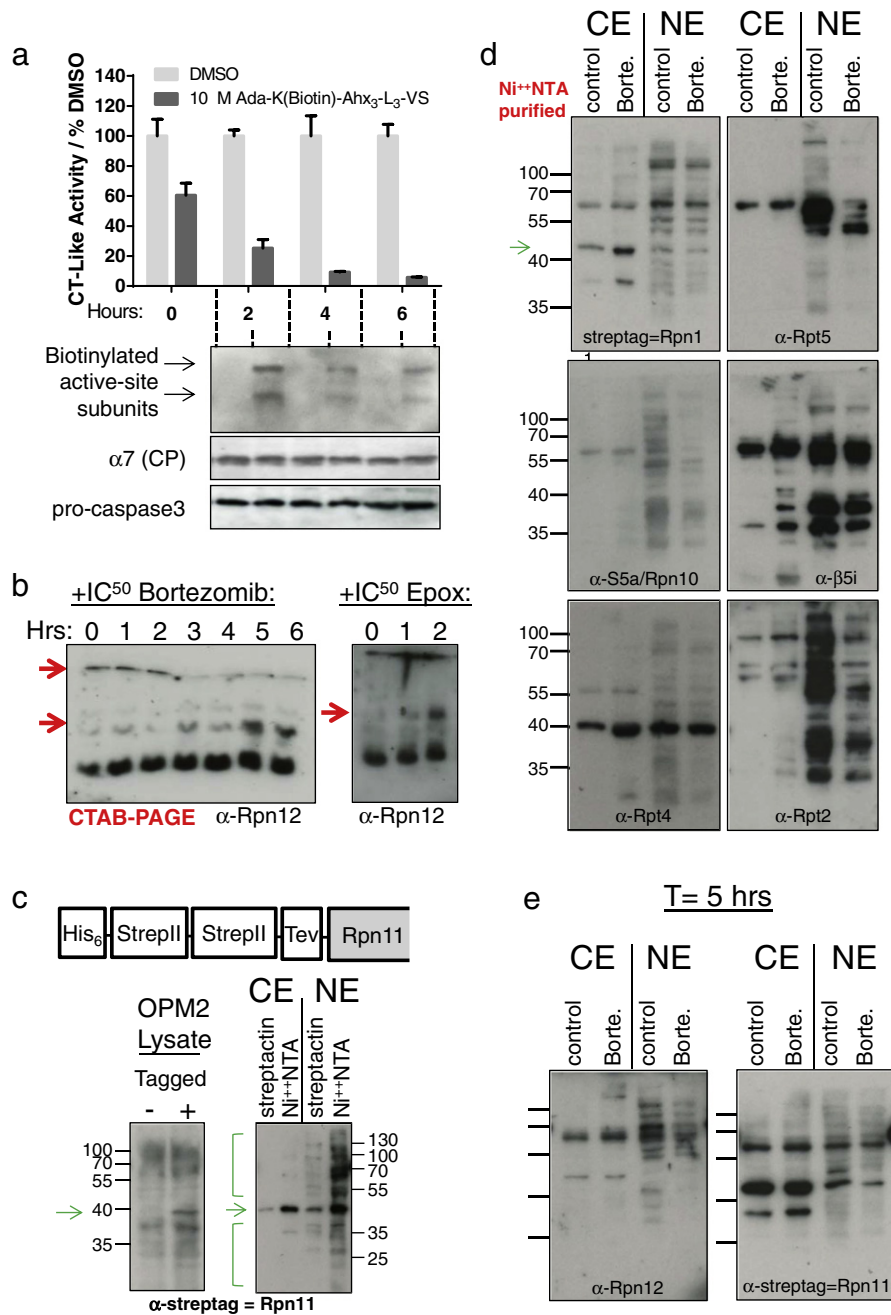 a
CT-Like Activity / % DMSO
140
120
100
80
60
40
20
0
DMSO
10 M Ada-K(Biotin)-Ahx3-L3-VS
Hours: 0 2 4 6
Biotinylated
active-site
subunits
α7 (CP)
pro-caspase3
b
+IC50 Bortezomib:
+IC50 Epox:
Hrs: 0 1 2 3 4 5 6
0 1 2
CTAB-PAGE
α-Rpn12
α-Rpn12
c
His6
StrepII
StrepII
Tev
Rpn11
OPM2
Lysate
Tagged
- +
100
70
55
40
35
CE NE
streptactin
Ni++NTA
streptactin
Ni++NTA
130
100
70
55
35
25
α-streptag = Rpn11
d
CE NE CE NE
control
Borte.
control
Borte.
control
Borte.
control
Borte.
Ni++NTA
purified
100
70
55
40
35
streptag=Rpn1
1
α-Rpt5
100
70
55
40
35
α-S5a/Rpn10
α-β5i
100
70
55
40
35
α-Rpt4
α-Rpt2
e
T= 5 hrs
CE NE CE NE
control
Borte.
control
Borte.
control
Borte.
control
Borte.
α-Rpn12
α-streptag=Rpn11